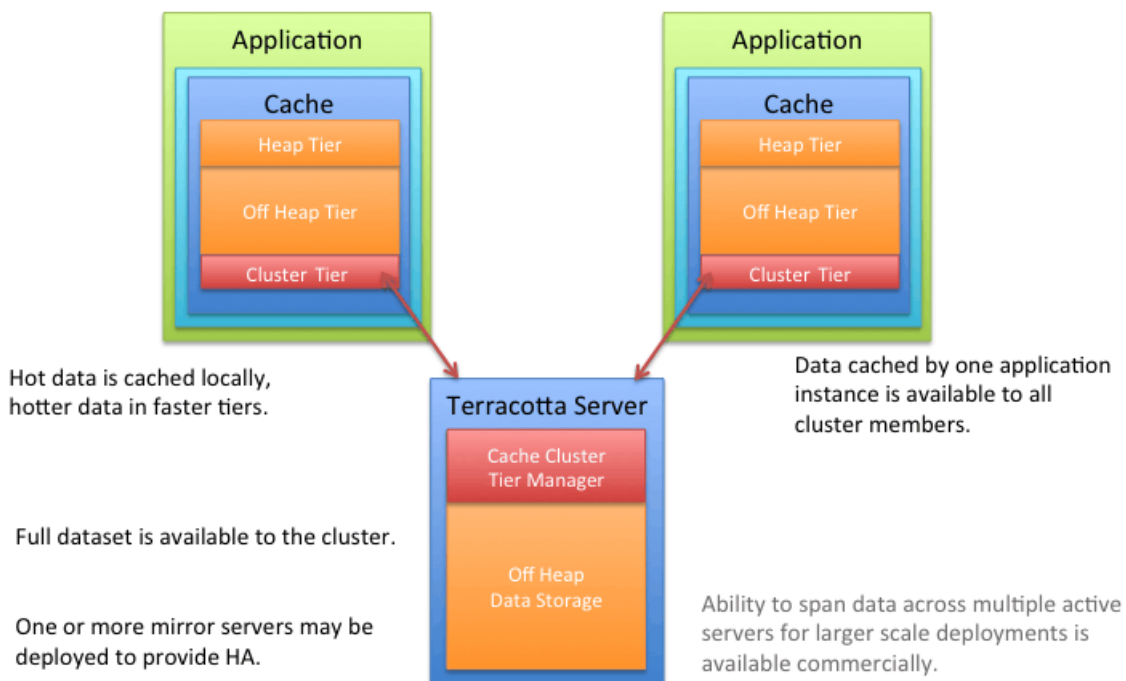 Application
Cache
Heap Tier
Off Heap Tier
Cluster Tier
Application
Cache
Heap Tier
Off Heap Tier
Cluster Tier
Hot data is cached locally,
hotter data in faster tiers.
Data cached by one application
instance is available to all
cluster members.
Terracotta Server
Cache Cluster
Tier Manager
Off Heap
Data Storage
Full dataset is available to the cluster.
One or more mirror servers may be
deployed to provide HA.
Ability to span data across multiple active
servers for larger scale deployments is
available commercially.